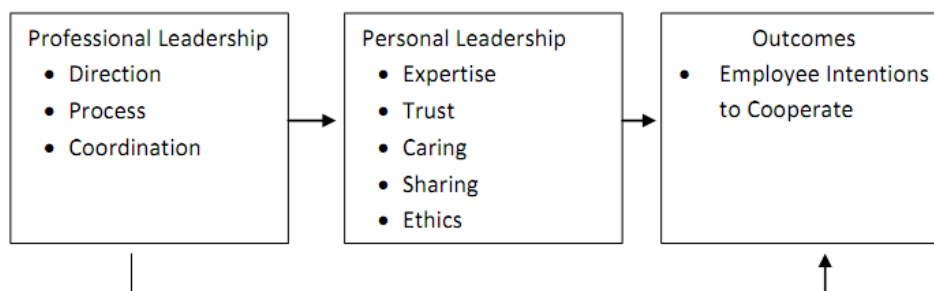 Professional Leadership
• Direction
• Process
• Coordination
Personal Leadership
• Expertise
• Trust
• Caring
• Sharing
• Ethics
Outcomes
• Employee Intentions
to Cooperate